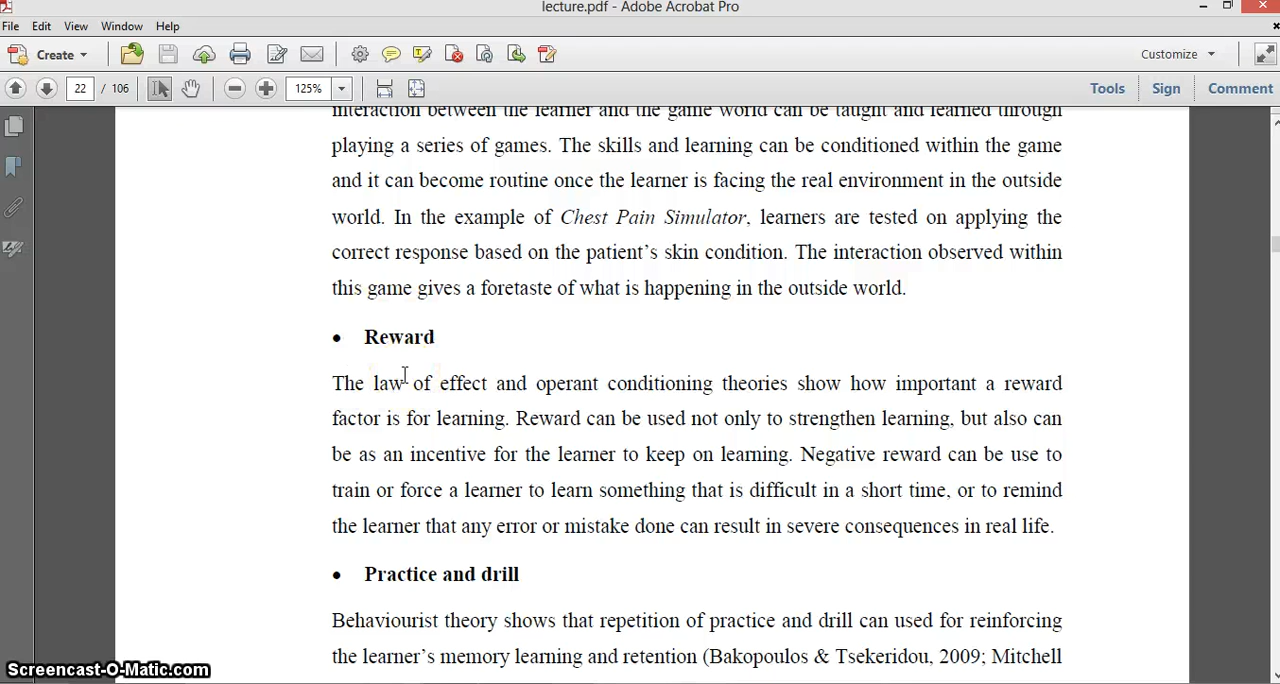 lecture.pdf - Adobe Acrobat Pro
File Edit View Window Help
Create Customize
22 / 106 125% Tools Sign Comment
interaction between the learner and the game world can be taught and learned through
playing a series of games. The skills and learning can be conditioned within the game
and it can become routine once the learner is facing the real environment in the outside
world. In the example of Chest Pain Simulator, learners are tested on applying the
correct response based on the patient’s skin condition. The interaction observed within
this game gives a foretaste of what is happening in the outside world.
• Reward
The law of effect and operant conditioning theories show how important a reward
factor is for learning. Reward can be used not only to strengthen learning, but also can
be as an incentive for the learner to keep on learning. Negative reward can be use to
train or force a learner to learn something that is difficult in a short time, or to remind
the learner that any error or mistake done can result in severe consequences in real life.
• Practice and drill
Behaviourist theory shows that repetition of practice and drill can used for reinforcing
the learner’s memory learning and retention (Bakopoulos & Tsekeridou, 2009; Mitchell
Screencast-O-Matic.com